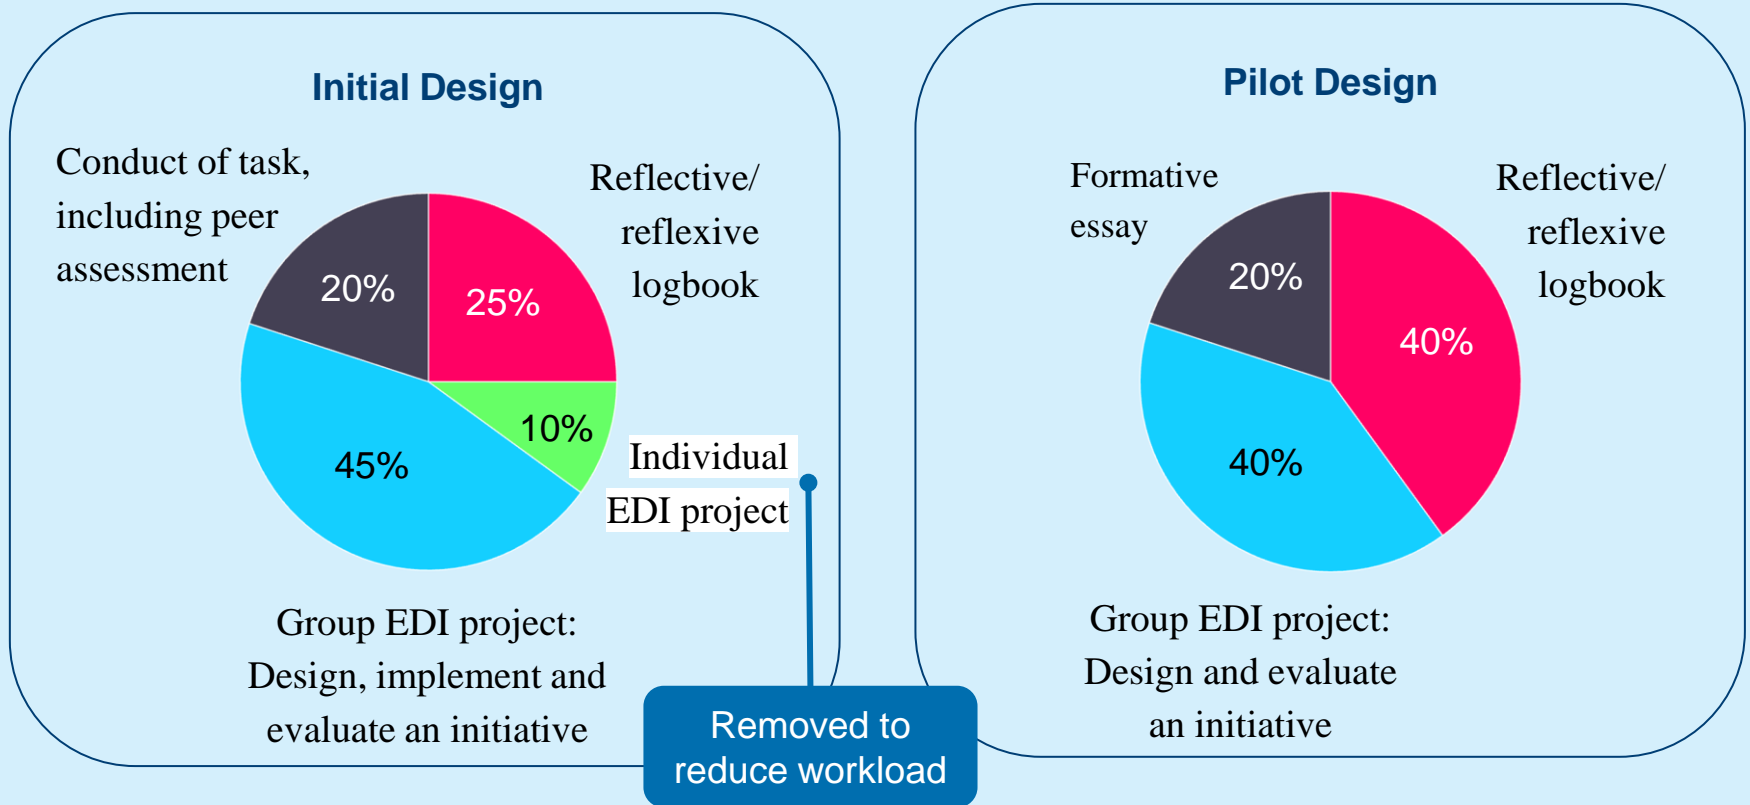 Initial Design
Conduct of task,
including peer
assessment
Reflective/
reflexive
logbook
20%
25%
10%
45%
Individual
EDI project
Group EDI project:
Design, implement and
evaluate an initiative
Removed to
reduce workload
Pilot Design
Formative
essay
Reflective/
reflexive
logbook
20%
40%
40%
Group EDI project:
Design and evaluate
an initiative